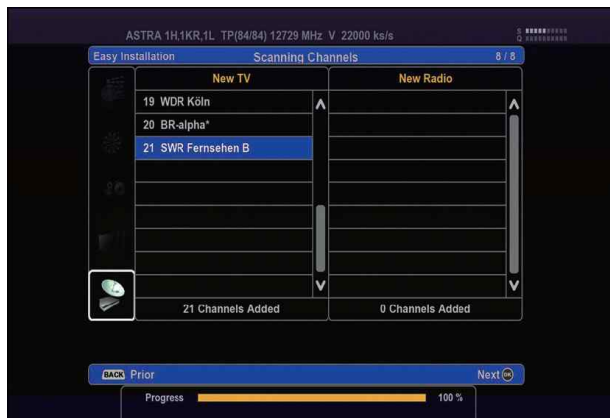 ASTRA 1H,1KR,1L TP(84/84) 12729 MHz V 22000 ks/s
S
Q
Easy Installation Scanning Channels 8 / 8
New TV New Radio
19 WDR Köln
20 BR-alpha*
21 SWR Fernsehen B
21 Channels Added 0 Channels Added
BACK Prior Next OK
Progress 100 %